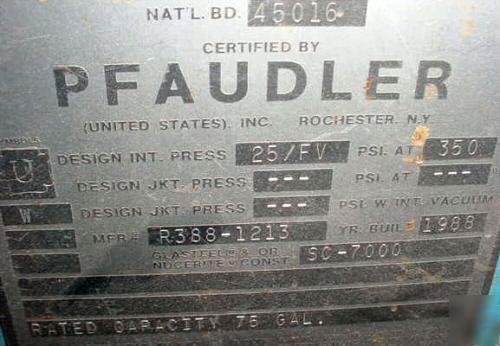 NAT'L. BD. 45016
CERTIFIED BY
PFAUDLER
(UNITED STATES), INC. ROCHESTER, N.Y.
SYMBOLS
U
DESIGN INT. PRESS 25/FV PSI. AT 350
DESIGN JKT. PRESS --- PSI. AT ---
W DESIGN JKT. PRESS --- PSI. W INT. VACUUM
MFR# R388-1213 YR. BUILT 1988
GLASTEEL® OR
NUCERITE® CONST. SC-7000
RATED CAPACITY 75 GAL.